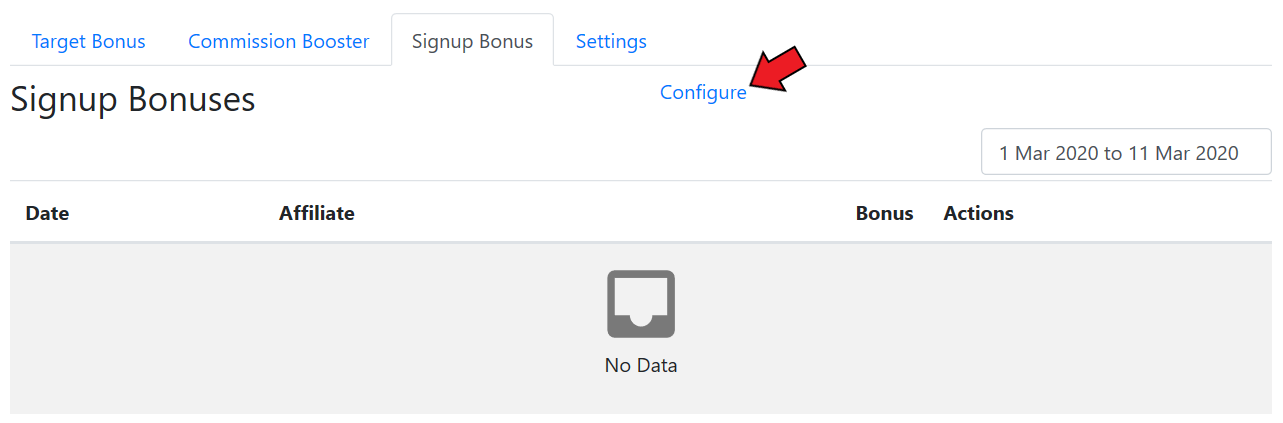 Target Bonus Commission Booster Signup Bonus Settings
Signup Bonuses Configure
1 Mar 2020 to 11 Mar 2020
Date Affiliate Bonus Actions
No Data